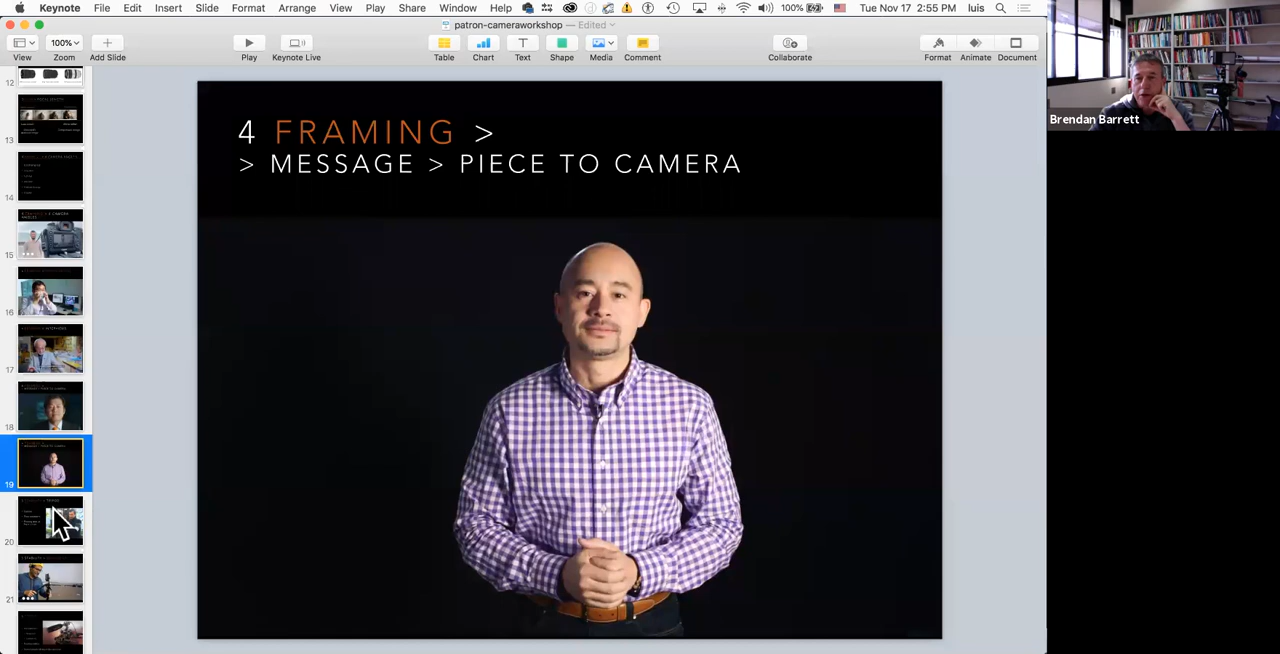 Keynote File Edit Insert Slide Format Arrange View Play Share Window Help 100% Tue Nov 17 2:55 PM luis
patron-cameraworkshop — Edited
100%
View Zoom Add Slide Play Keynote Live Table Chart Text Shape Media Comment Collaborate Format Animate Document
12
13
14
15
16
17
18
19
20
21
4 FRAMING >
> MESSAGE > PIECE TO CAMERA
Brendan Barrett